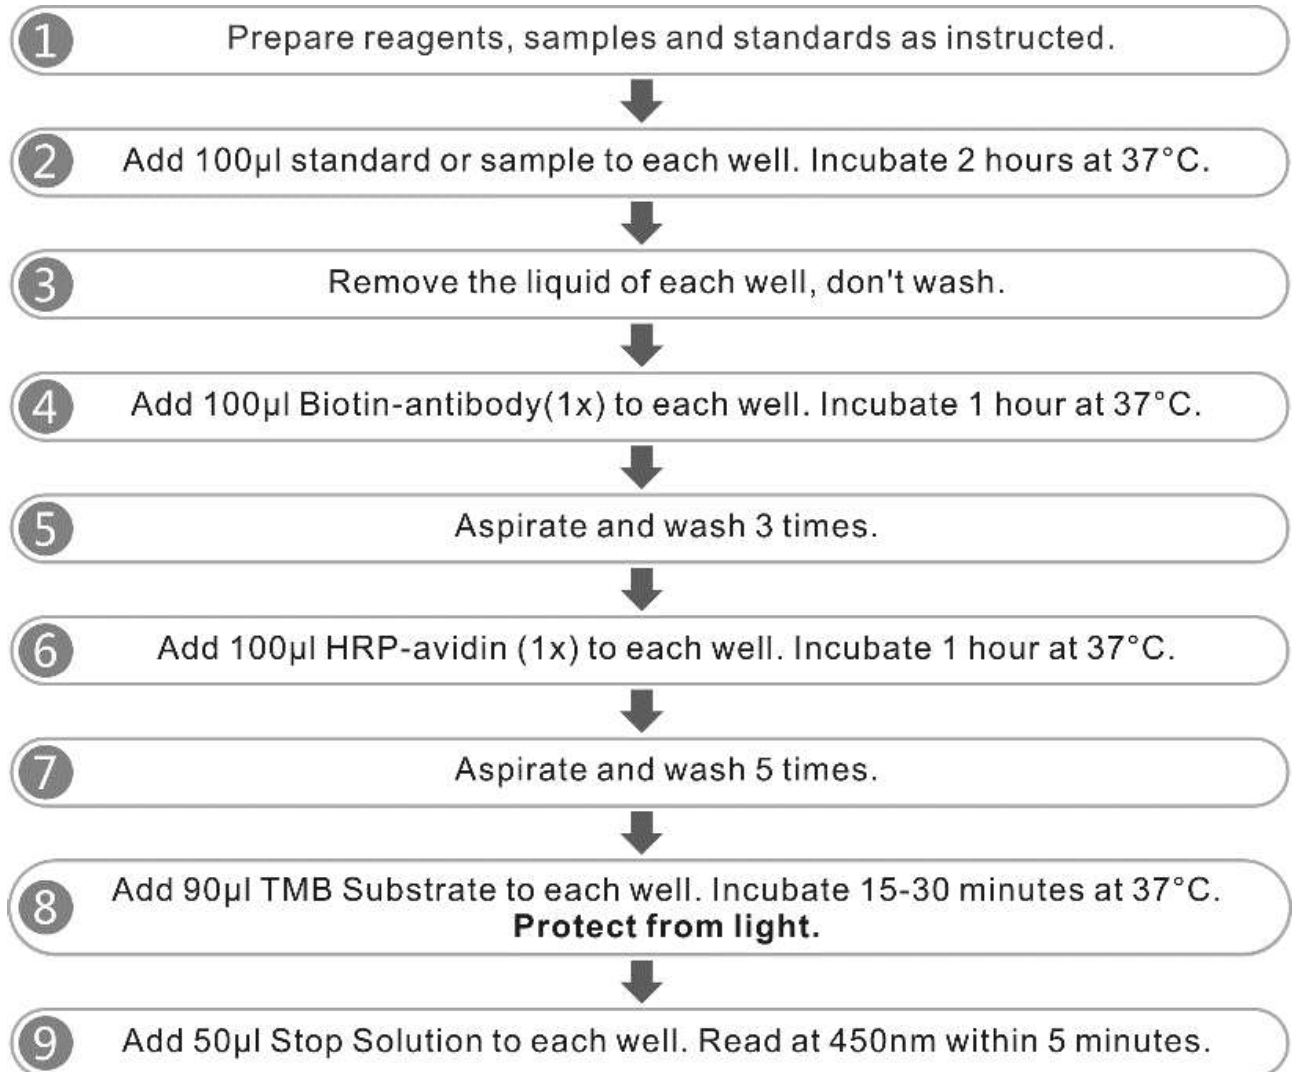 1 Prepare reagents, samples and standards as instructed.
2 Add 100µl standard or sample to each well. Incubate 2 hours at 37°C.
3 Remove the liquid of each well, don't wash.
4 Add 100µl Biotin-antibody(1x) to each well. Incubate 1 hour at 37°C.
5 Aspirate and wash 3 times.
6 Add 100µl HRP-avidin (1x) to each well. Incubate 1 hour at 37°C.
7 Aspirate and wash 5 times.
8 Add 90µl TMB Substrate to each well. Incubate 15-30 minutes at 37°C.
Protect from light.
9 Add 50µl Stop Solution to each well. Read at 450nm within 5 minutes.